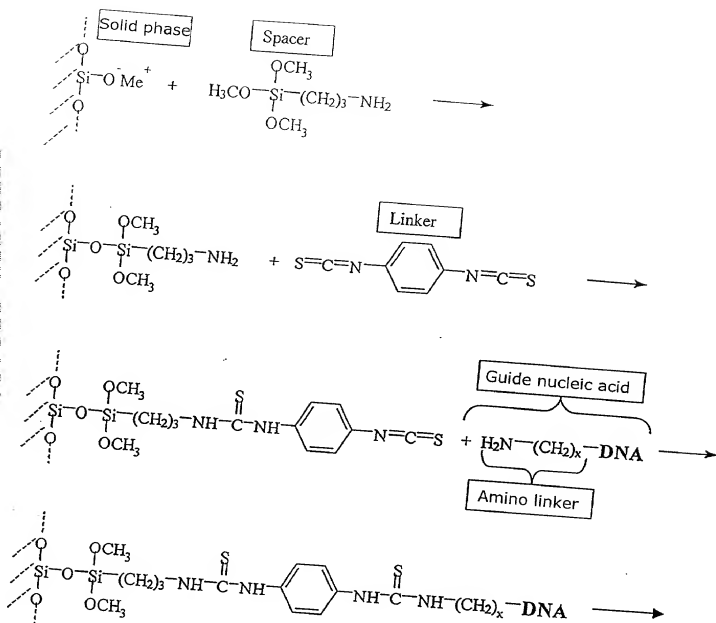 Solid phase
Spacer
O
OCH3
Si–O⁻ Me⁺ + H3CO–Si–(CH2)3–NH2
O
OCH3
Linker
O OCH3
Si–O–Si–(CH2)3–NH2 + S=C=N N=C=S
O OCH3
Guide nucleic acid
O OCH3 S
Si–O–Si–(CH2)3–NH–C–NH N=C=S + H2N–(CH2)x–DNA
O OCH3
Amino linker
O OCH3 S S
Si–O–Si–(CH2)3–NH–C–NH NH–C–NH–(CH2)x–DNA
O OCH3